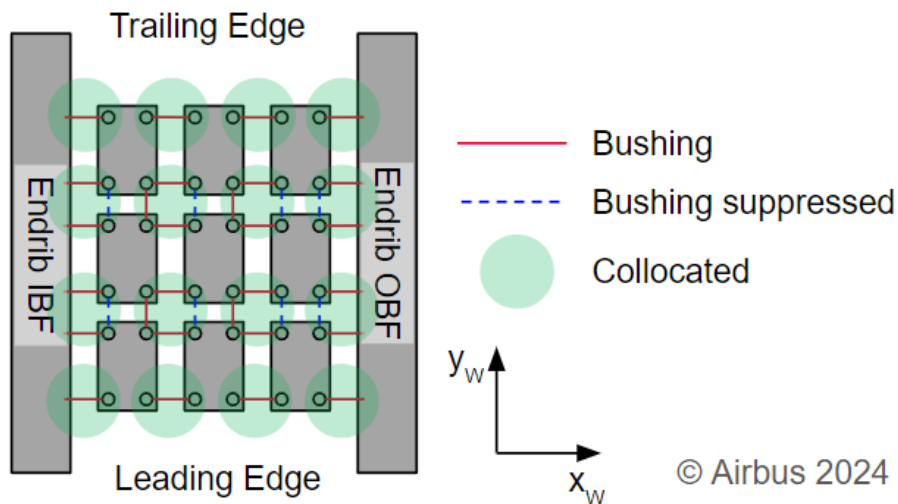 Trailing Edge
Endrib IBF
Endrib OBF
Bushing
Bushing suppressed
Collocated
Leading Edge
yw
xw
© Airbus 2024